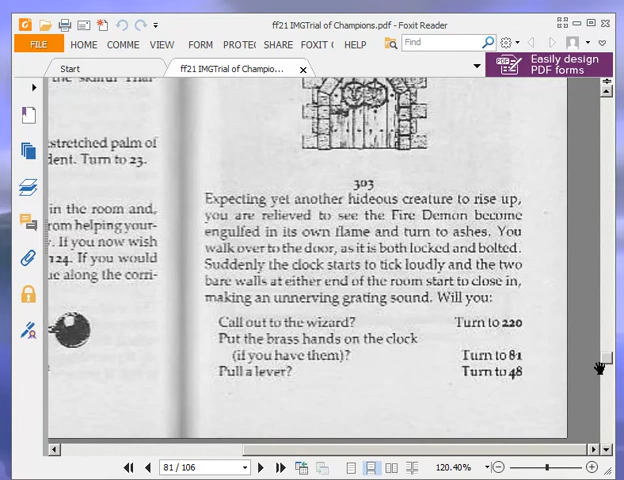 ff21 IMGTrial of Champions.pdf - Foxit Reader
FILE HOME COMME VIEW FORM PROTE SHARE FOXIT C HELP Find
Start ff21 IMGTrial of Champio... Easily design
PDF forms
the skilful
stretched palm of
dent. Turn to 23.
in the room and,
rom helping your-
. If you now wish
124. If you would
ue along the corri-
303
Expecting yet another hideous creature to rise up,
you are relieved to see the Fire Demon become
engulfed in its own flame and turn to ashes. You
walk over to the door, as it is both locked and bolted.
Suddenly the clock starts to tick loudly and the two
bare walls at either end of the room start to close in,
making an unnerving grating sound. Will you:
Call out to the wizard? Turn to 220
Put the brass hands on the clock
(if you have them)? Turn to 81
Pull a lever? Turn to 48
81 / 106 120.40%